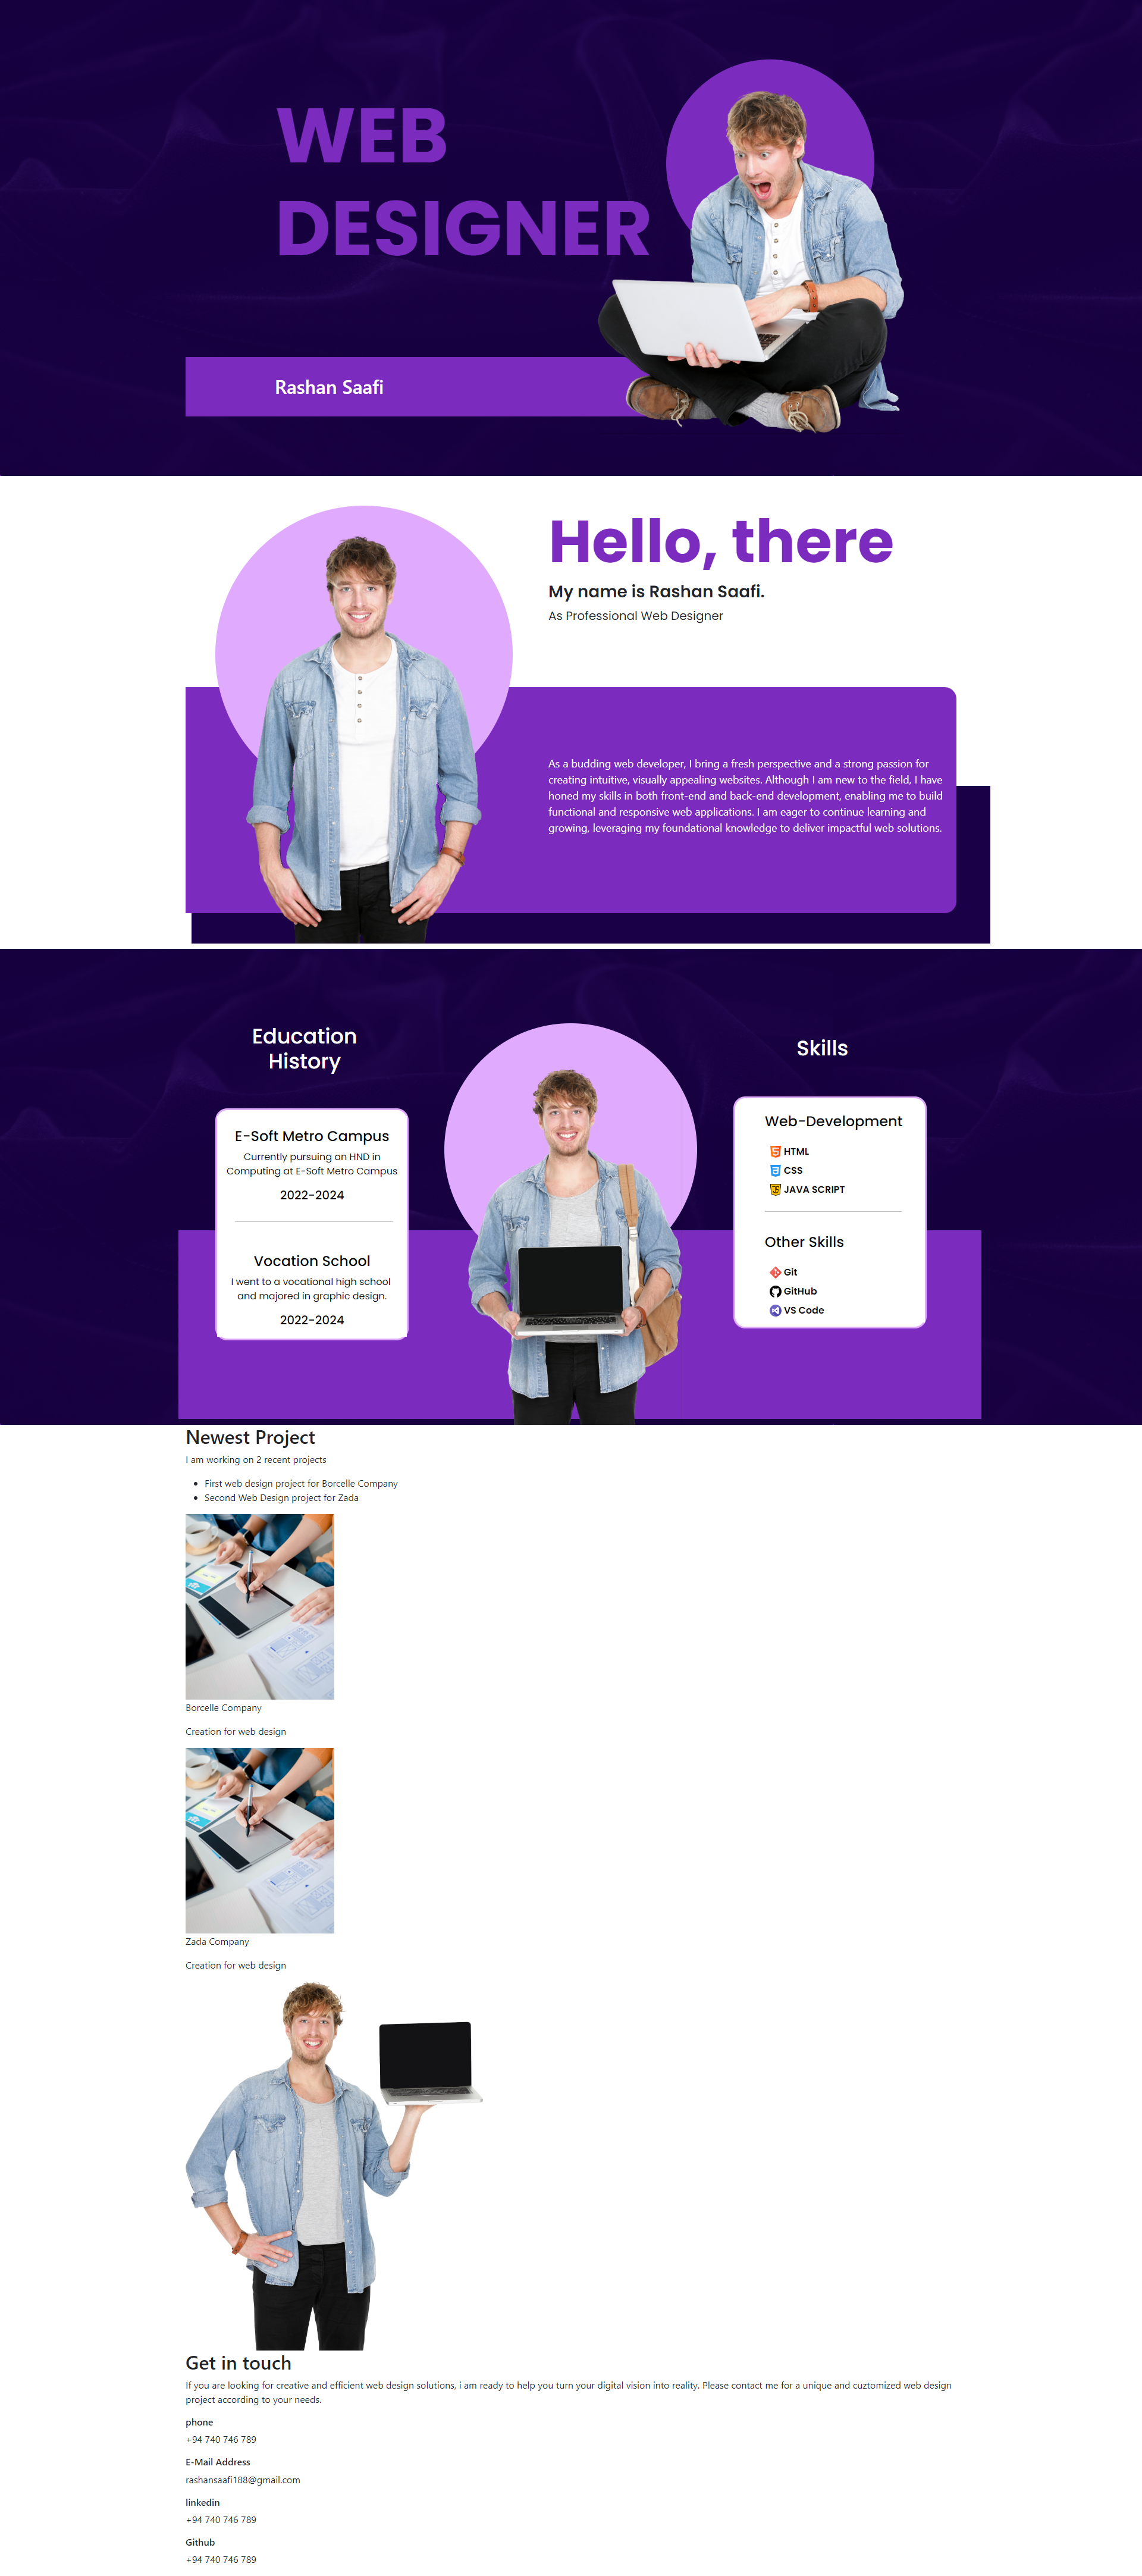 WEB
DESIGNER
Rashan Saafi
Hello, there
My name is Rashan Saafi.
As Professional Web Designer
As a budding web developer, I bring a fresh perspective and a strong passion for
creating intuitive, visually appealing websites. Although I am new to the field, I have
honed my skills in both front-end and back-end development, enabling me to build
functional and responsive web applications. I am eager to continue learning and
growing, leveraging my foundational knowledge to deliver impactful web solutions.
Education
History
E-Soft Metro Campus
Currently pursuing an HND in
Computing at E-Soft Metro Campus
2022-2024
Vocation School
I went to a vocational high school
and majored in graphic design.
2022-2024
Skills
Web-Development
HTML
CSS
JAVA SCRIPT
Other Skills
Git
GitHub
VS Code
Newest Project
I am working on 2 recent projects
• First web design project for Borcelle Company
• Second Web Design project for Zada
Borcelle Company
Creation for web design
Zada Company
Creation for web design
Get in touch
If you are looking for creative and efficient web design solutions, i am ready to help you turn your digital vision into reality. Please contact me for a unique and cuztomized web design
project according to your needs.
phone
+94 740 746 789
E-Mail Address
rashansaafi188@gmail.com
linkedin
+94 740 746 789
Github
+94 740 746 789